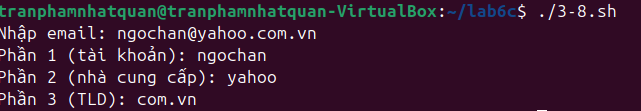 tranphamnhatquan@tranphamnhatquan-VirtualBox:~/lab6c$ ./3-8.sh
Nhập email: ngochan@yahoo.com.vn
Phần 1 (tài khoản): ngochan
Phần 2 (nhà cung cấp): yahoo
Phần 3 (TLD): com.vn